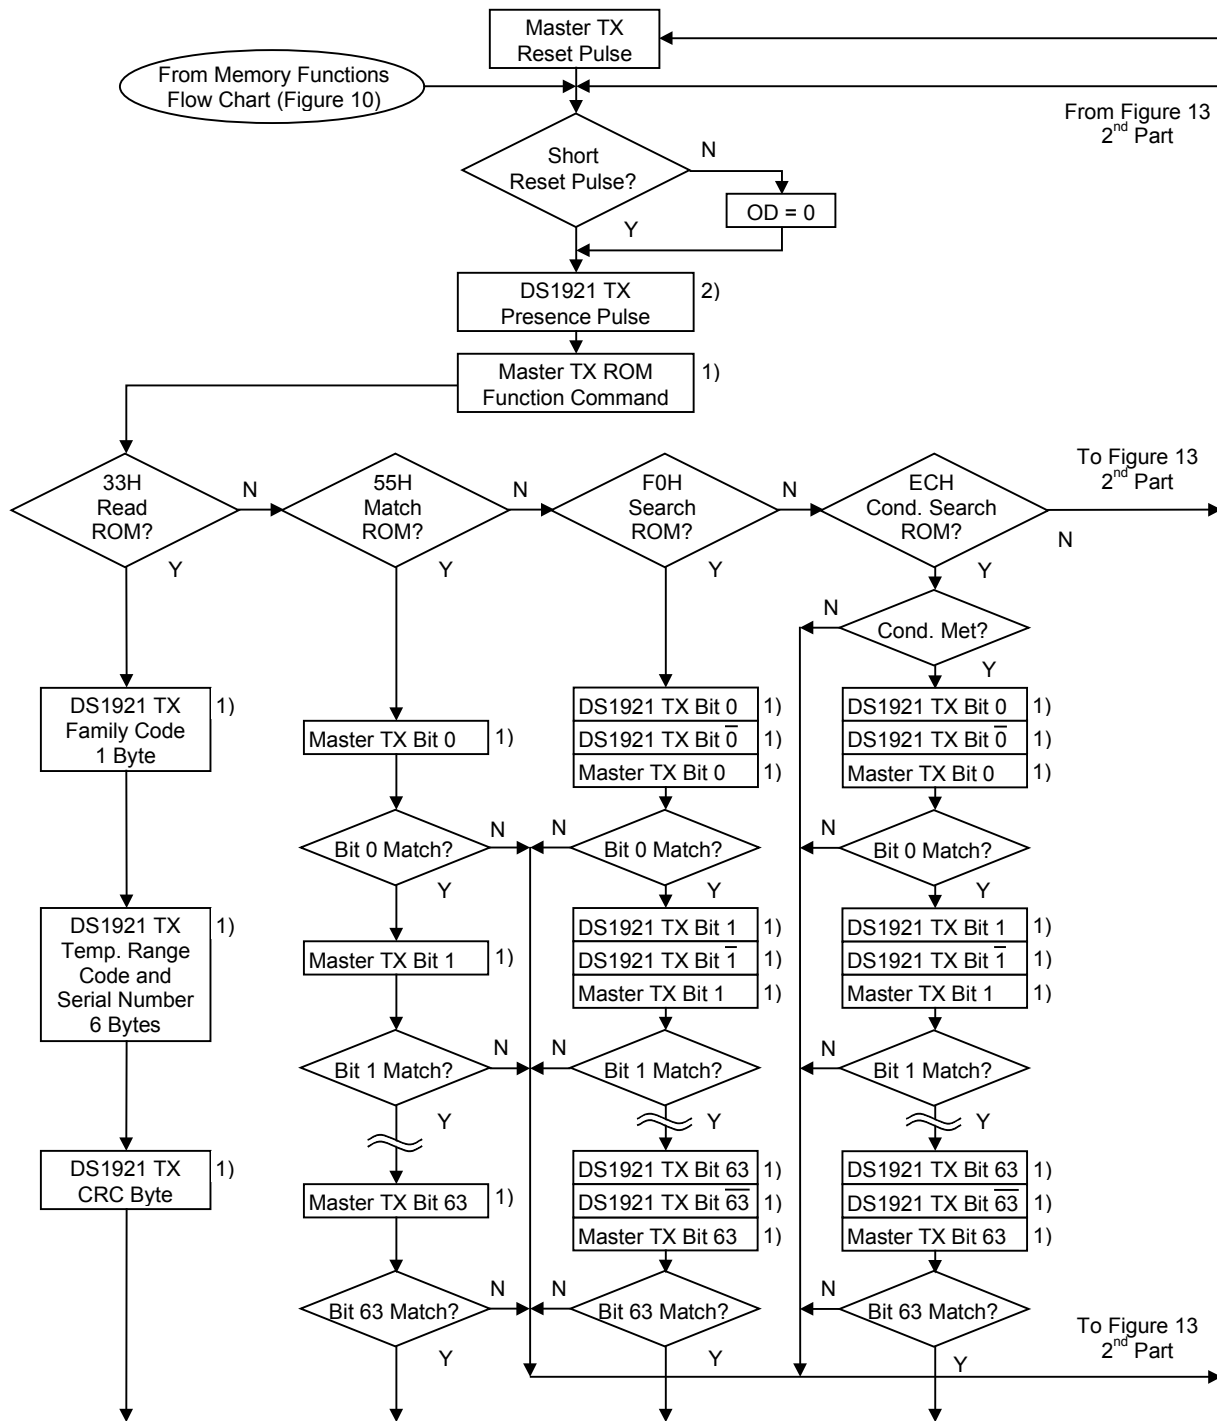 Master TX
Reset Pulse
From Memory Functions
Flow Chart (Figure 10)
From Figure 13
2nd Part
Short
Reset Pulse?
N
OD = 0
Y
DS1921 TX
Presence Pulse
2)
Master TX ROM
Function Command
1)
To Figure 13
2nd Part
33H
Read
ROM?
N
Y
55H
Match
ROM?
N
Y
F0H
Search
ROM?
N
Y
ECH
Cond. Search
ROM?
N
Y
Cond. Met?
N
Y
DS1921 TX
Family Code
1 Byte
1)
DS1921 TX
Temp. Range
Code and
Serial Number
6 Bytes
1)
DS1921 TX
CRC Byte
1)
Master TX Bit 0
1)
Bit 0 Match?
N
Y
Master TX Bit 1
1)
Bit 1 Match?
N
Y
Master TX Bit 63
1)
Bit 63 Match?
N
Y
DS1921 TX Bit 0
1)
DS1921 TX Bit 0̅
1)
Master TX Bit 0
1)
Bit 0 Match?
N
Y
DS1921 TX Bit 1
1)
DS1921 TX Bit 1̅
1)
Master TX Bit 1
1)
Bit 1 Match?
N
Y
DS1921 TX Bit 63
1)
DS1921 TX Bit 6̅3̅
1)
Master TX Bit 63
1)
Bit 63 Match?
N
Y
DS1921 TX Bit 0
1)
DS1921 TX Bit 0̅
1)
Master TX Bit 0
1)
Bit 0 Match?
N
Y
DS1921 TX Bit 1
1)
DS1921 TX Bit 1̅
1)
Master TX Bit 1
1)
Bit 1 Match?
N
Y
DS1921 TX Bit 63
1)
DS1921 TX Bit 6̅3̅
1)
Master TX Bit 63
1)
Bit 63 Match?
N
Y
To Figure 13
2nd Part